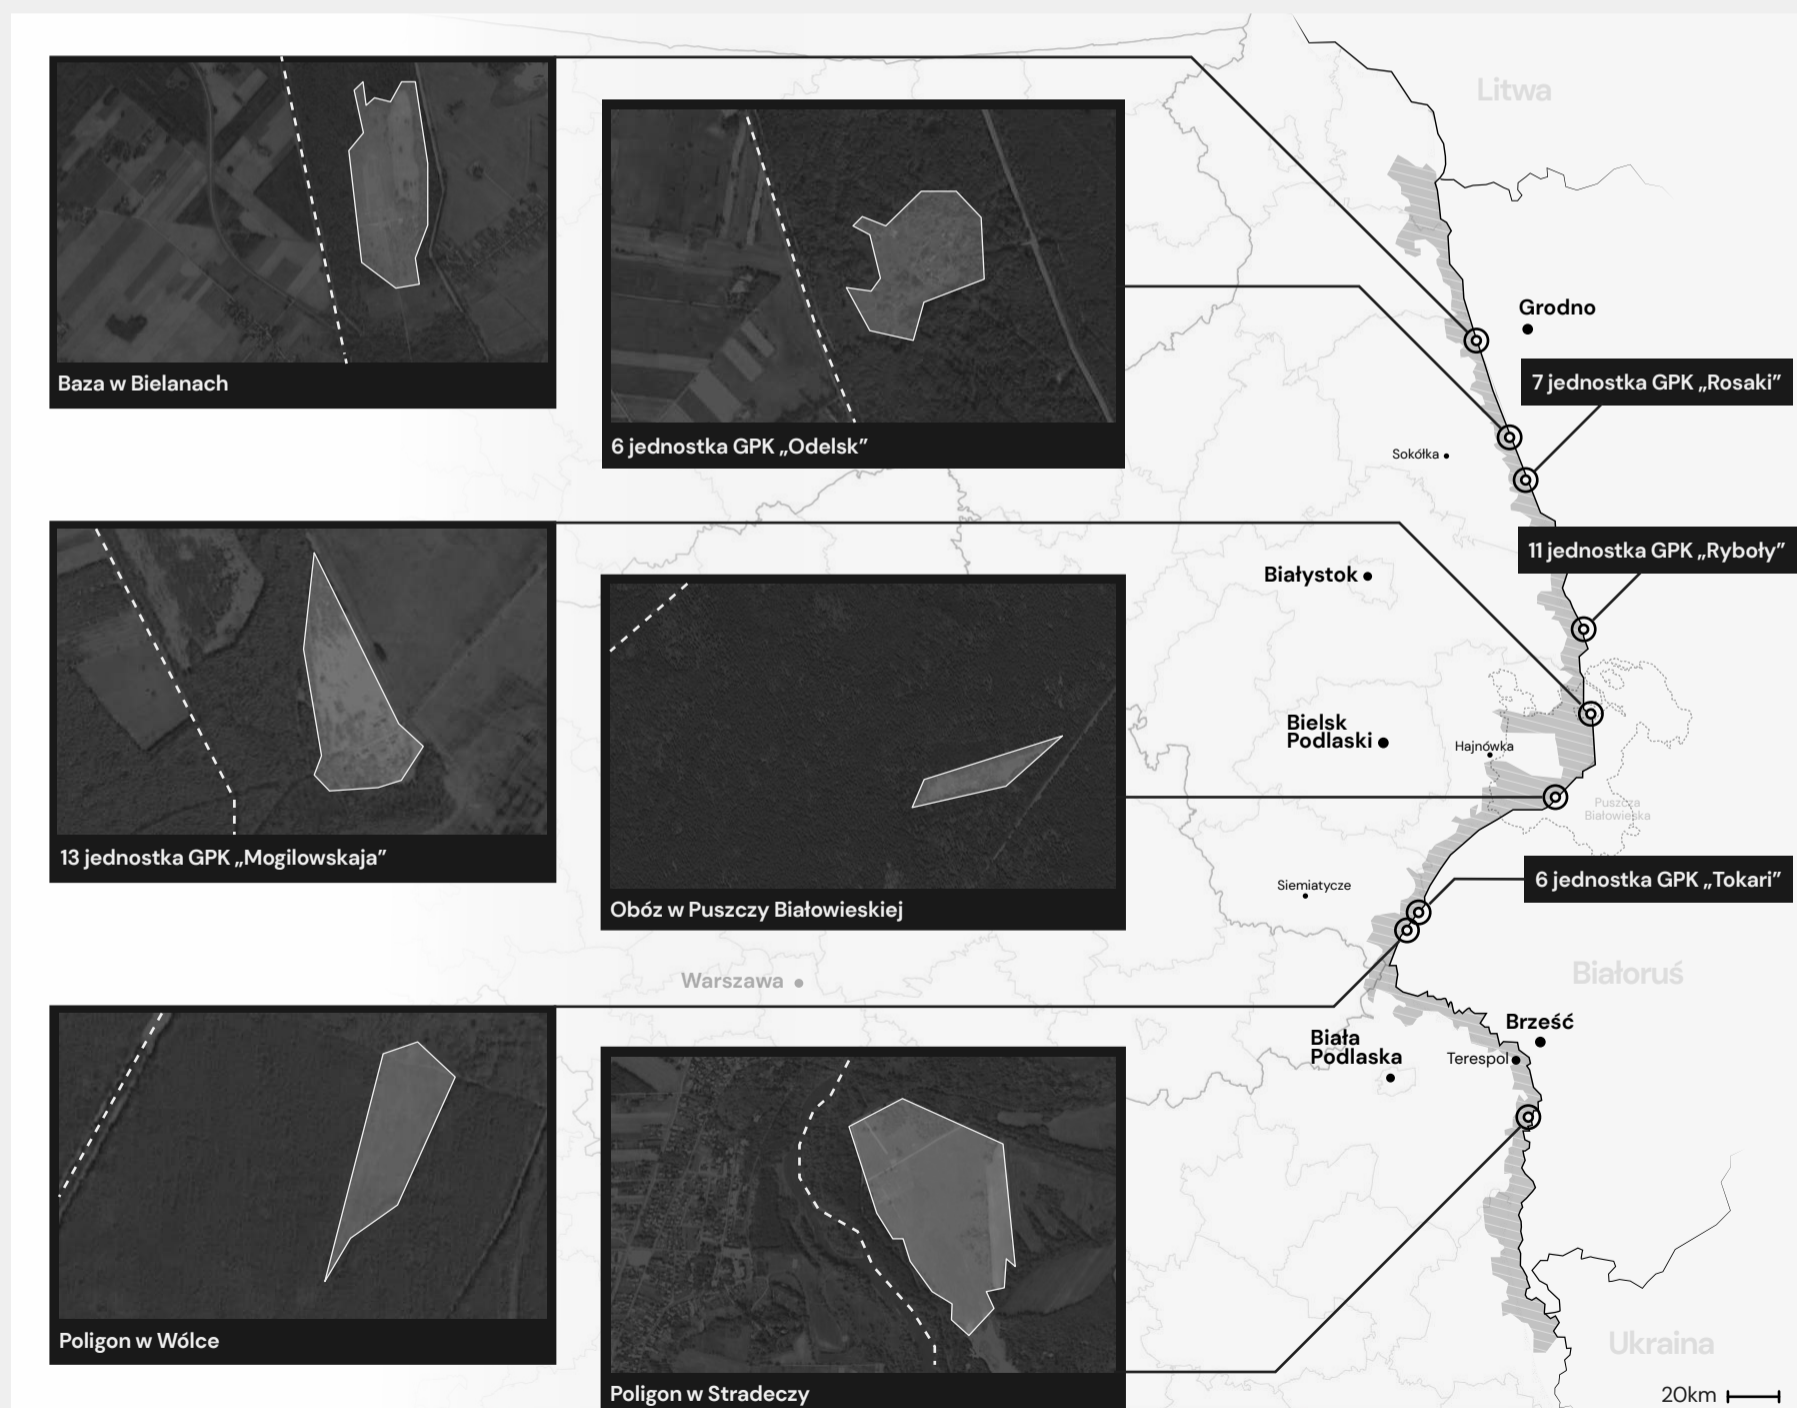 Baza w Bielanach
6 jednostka GPK „Odelsk”
13 jednostka GPK „Mogilowskaja”
Obóz w Puszczy Białowieskiej
Poligon w Wólce
Poligon w Stradeczy
Litwa
Grodno
7 jednostka GPK „Rosaki”
Sokółka
11 jednostka GPK „Ryboły”
Białystok
Bielsk
Podlaski
Hajnówka
Puszcza
Białowieska
6 jednostka GPK „Tokari”
Siemiatycze
Warszawa
Białoruś
Brześć
Biała
Podlaska
Terespol
Ukraina
20km